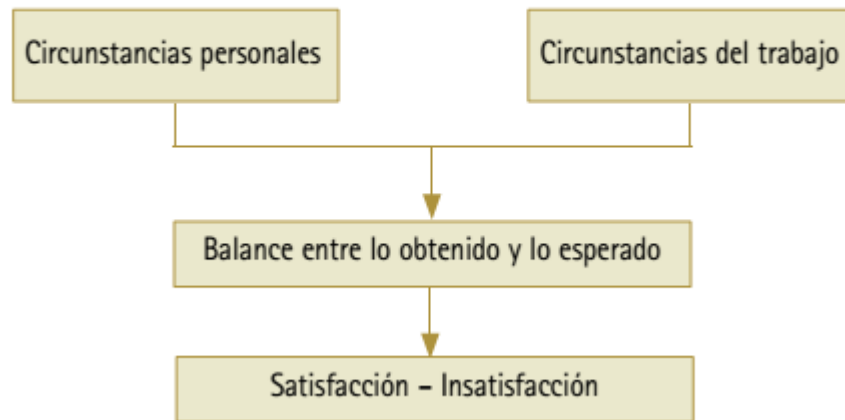 Circunstancias personales
Circunstancias del trabajo
Balance entre lo obtenido y lo esperado
Satisfacción – Insatisfacción